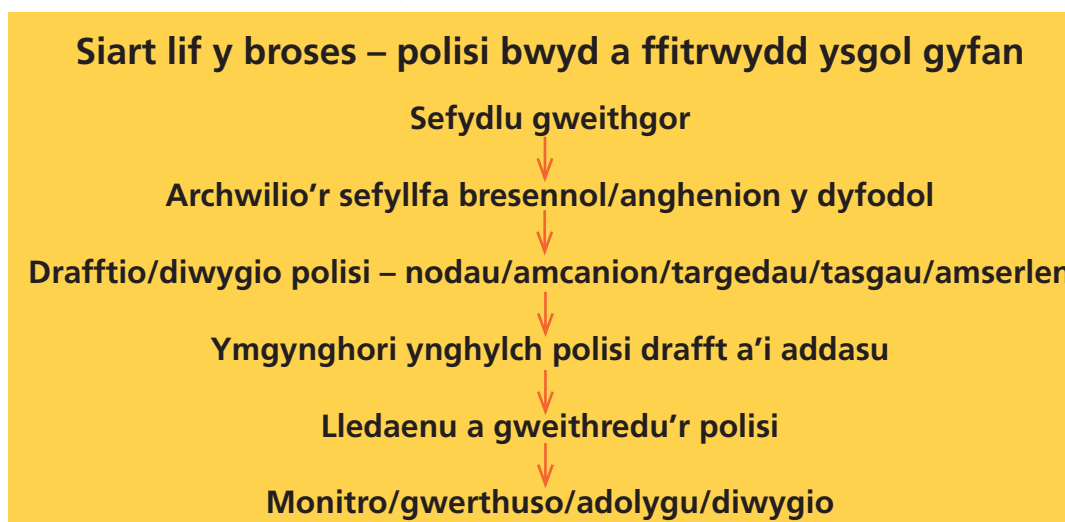 Siart lif y broses – polisi bwyd a ffitrwydd ysgol gyfan
Sefydlu gweithgor
Archwilio’r sefyllfa bresennol/anghenion y dyfodol
Drafftio/diwygio polisi – nodau/amcanion/targedau/tasgau/amserlen
Ymgynghori ynghylch polisi drafft a’i addasu
Lledaenu a gweithredu’r polisi
Monitro/gwerthuso/adolygu/diwygio